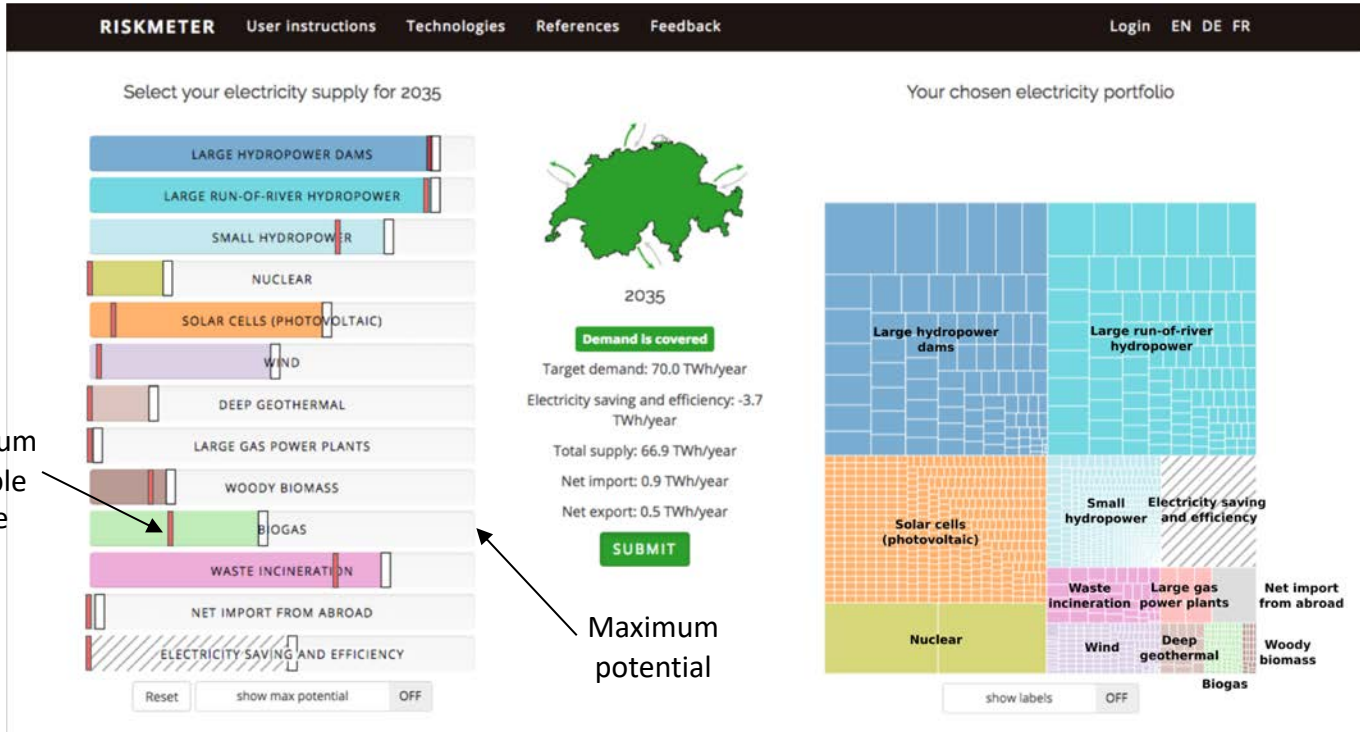 RISKMETER User instructions Technologies References Feedback Login EN DE FR
Select your electricity supply for 2035
LARGE HYDROPOWER DAMS
LARGE RUN-OF-RIVER HYDROPOWER
SMALL HYDROPOWER
NUCLEAR
SOLAR CELLS (PHOTOVOLTAIC)
WIND
DEEP GEOTHERMAL
LARGE GAS POWER PLANTS
WOODY BIOMASS
BIOGAS
WASTE INCINERATION
NET IMPORT FROM ABROAD
ELECTRICITY SAVING AND EFFICIENCY
Reset show max potential OFF
2035
Demand is covered
Target demand: 70.0 TWh/year
Electricity saving and efficiency: -3.7
TWh/year
Total supply: 66.9 TWh/year
Net import: 0.9 TWh/year
Net export: 0.5 TWh/year
SUBMIT
Maximum
potential
Your chosen electricity portfolio
Large hydropower
dams
Large run-of-river
hydropower
Solar cells
(photovoltaic)
Small
hydropower
Electricity saving
and efficiency
Nuclear
Waste
incineration
Large gas
power plants
Net import
from abroad
Wind
Deep
geothermal
Woody
biomass
Biogas
show labels OFF